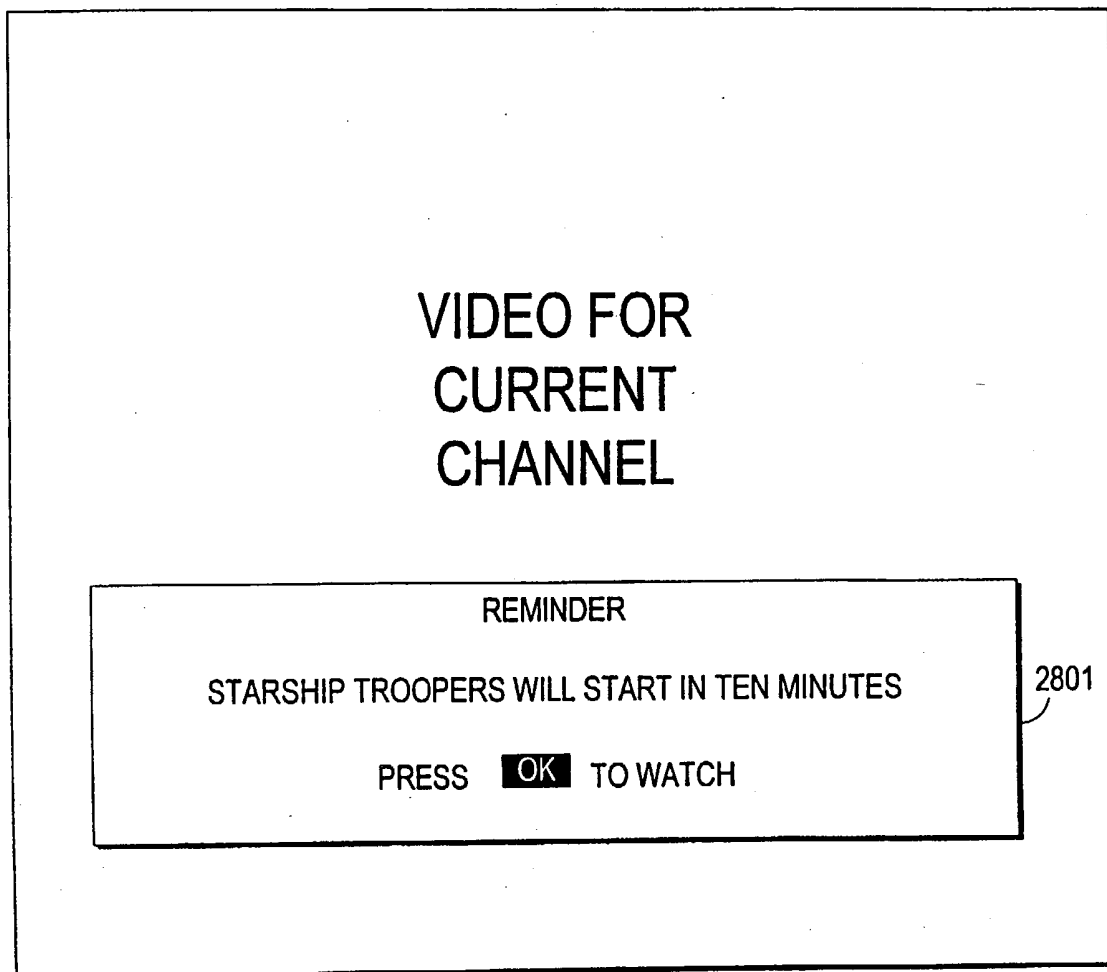 VIDEO FOR
CURRENT
CHANNEL
REMINDER
STARSHIP TROOPERS WILL START IN TEN MINUTES
2801
PRESS OK TO WATCH